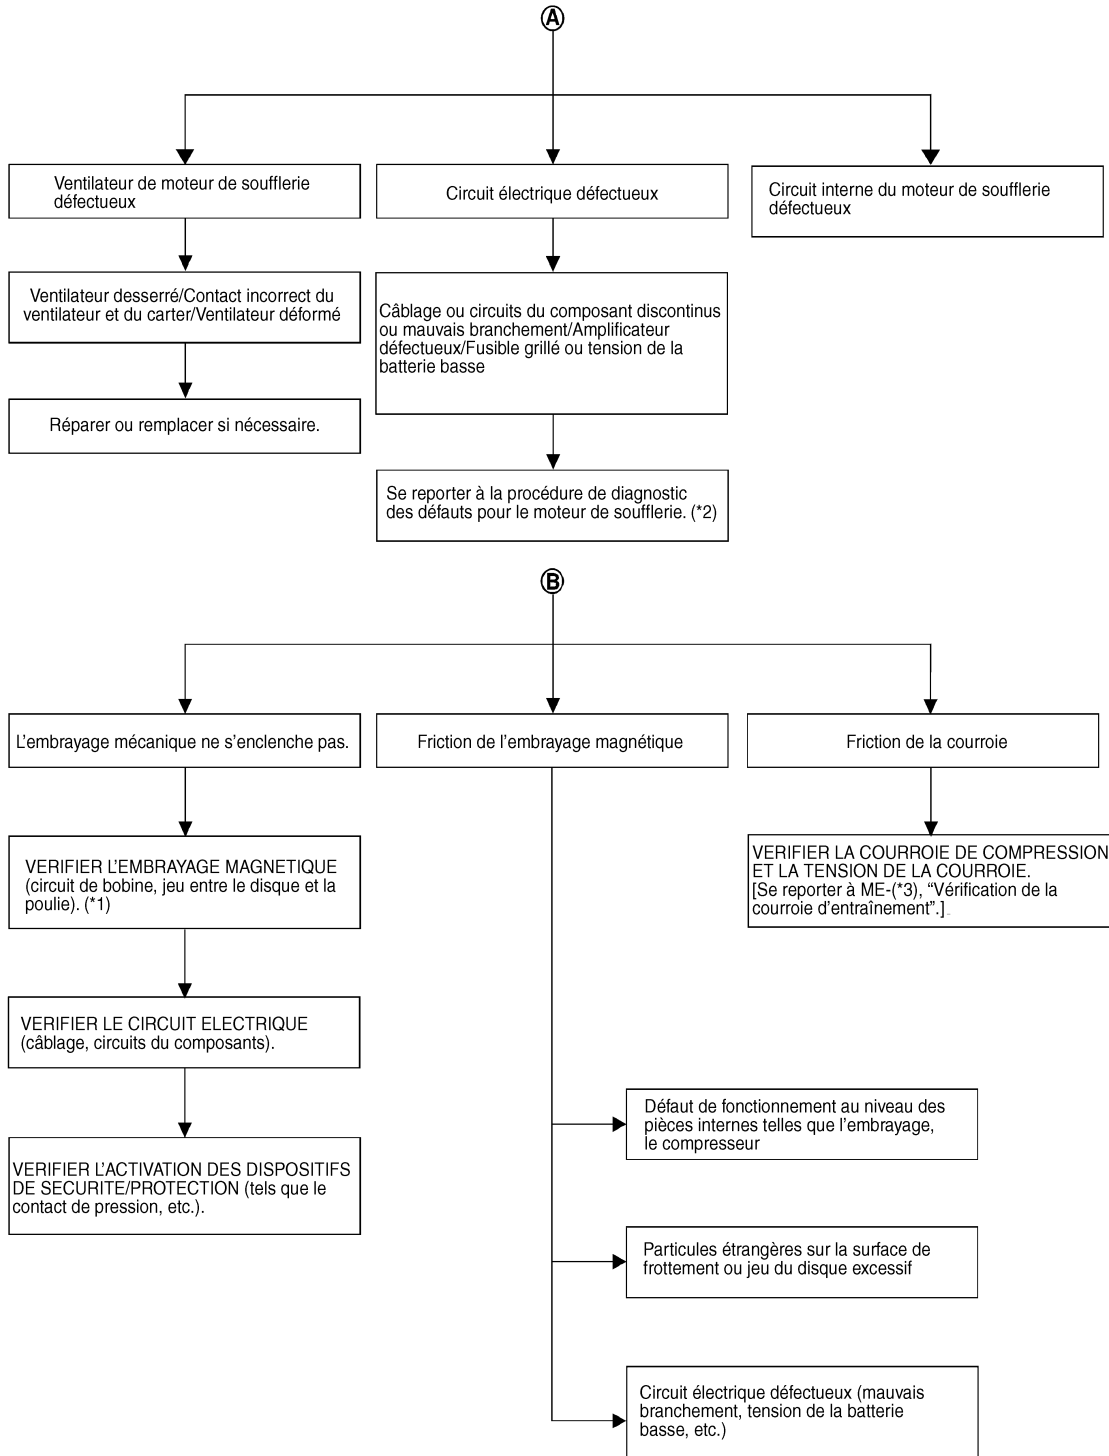 A
Ventilateur de moteur de soufflerie
défectueux
Circuit électrique défectueux
Circuit interne du moteur de soufflerie
défectueux
Ventilateur desserré/Contact incorrect du
ventilateur et du carter/Ventilateur déformé
Câblage ou circuits du composant discontinus
ou mauvais branchement/Amplificateur
défectueux/Fusible grillé ou tension de la
batterie basse
Réparer ou remplacer si nécessaire.
Se reporter à la procédure de diagnostic
des défauts pour le moteur de soufflerie. (*2)
B
L'embrayage mécanique ne s'enclenche pas.
Friction de l'embrayage magnétique
Friction de la courroie
VERIFIER L'EMBRAYAGE MAGNETIQUE
(circuit de bobine, jeu entre le disque et la
poulie). (*1)
VERIFIER LA COURROIE DE COMPRESSION
ET LA TENSION DE LA COURROIE.
[Se reporter à ME-(*3), “Vérification de la
courroie d'entraînement”.]
VERIFIER LE CIRCUIT ELECTRIQUE
(câblage, circuits du composants).
VERIFIER L'ACTIVATION DES DISPOSITIFS
DE SECURITE/PROTECTION (tels que le
contact de pression, etc.).
Défaut de fonctionnement au niveau des
pièces internes telles que l'embrayage,
le compresseur
Particules étrangères sur la surface de
frottement ou jeu du disque excessif
Circuit électrique défectueux (mauvais
branchement, tension de la batterie
basse, etc.)